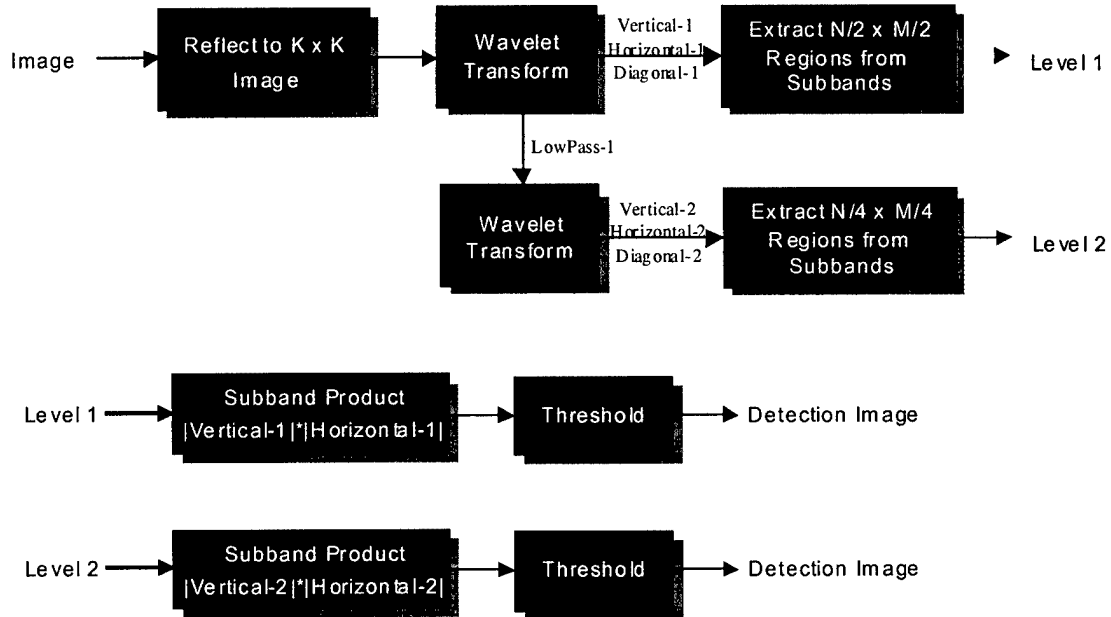 Image
Reflect to K x K
Image
Wavelet
Transform
Vertical-1
Horizontal-1
Diagonal-1
Extract N/2 x M/2
Regions from
Subbands
Level 1
LowPass-1
Wavelet
Transform
Vertical-2
Horizontal-2
Diagonal-2
Extract N/4 x M/4
Regions from
Subbands
Level 2
Level 1
Subband Product
|Vertical-1|*|Horizontal-1|
Threshold
Detection Image
Level 2
Subband Product
|Vertical-2|*|Horizontal-2|
Threshold
Detection Image